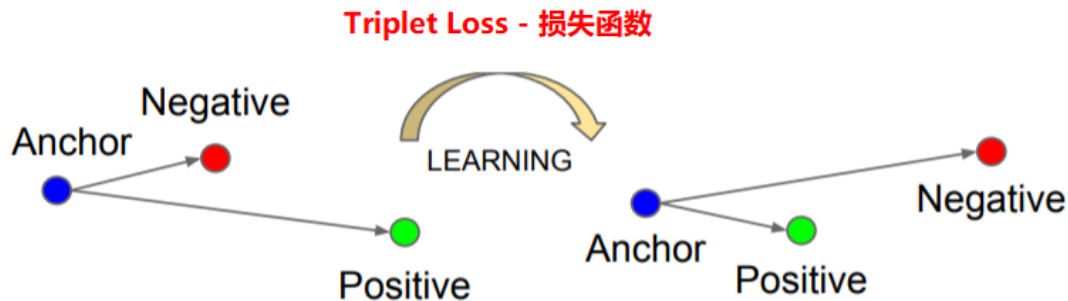 Triplet Loss - 损失函数
Negative
Anchor
Positive
LEARNING
Negative
Anchor
Positive